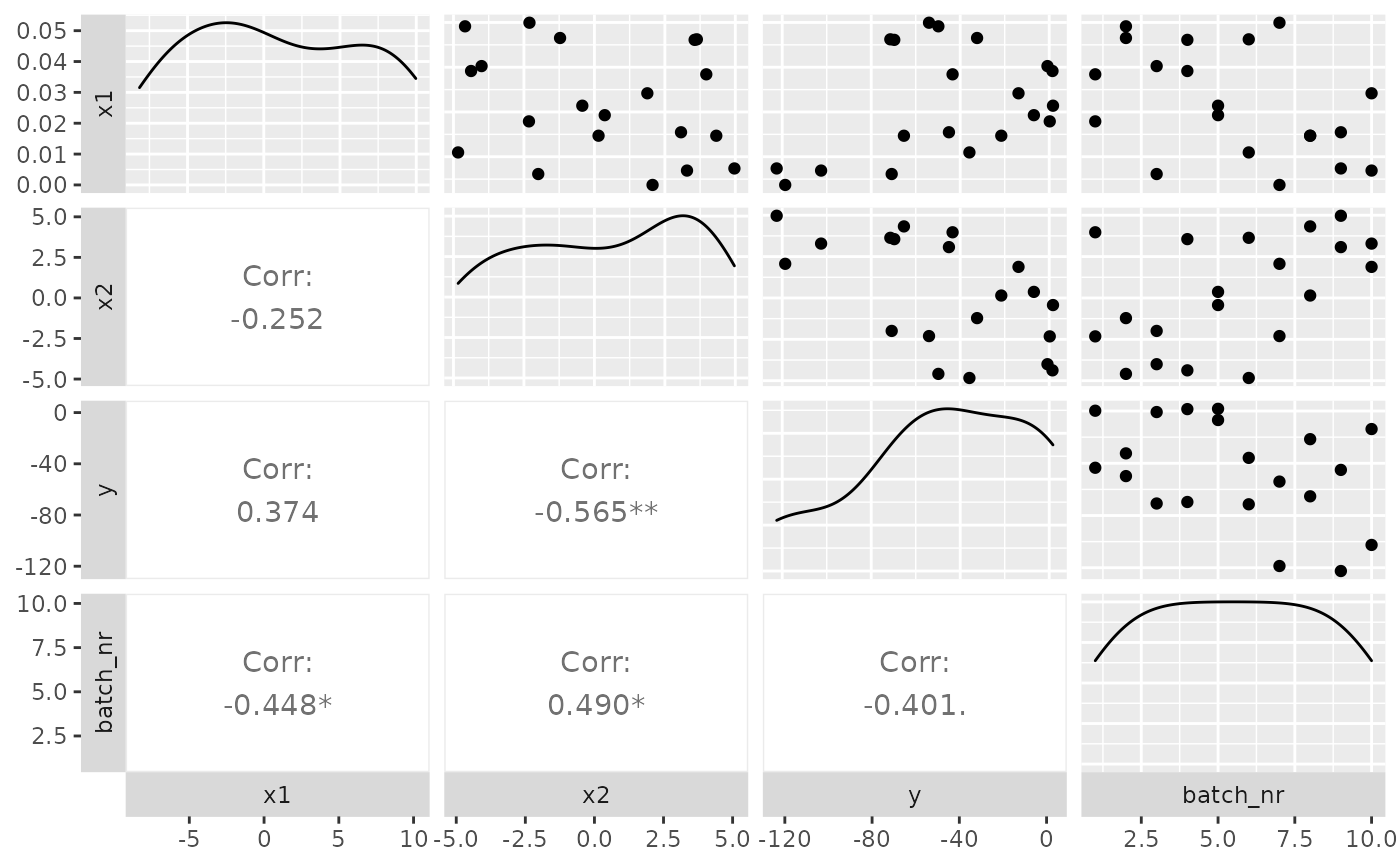 0.05
0.04
0.03
0.02
0.01
0.00
x1
5.0
2.5
0.0
-2.5
-5.0
x2
Corr:
-0.252
0
-40
-80
-120
y
Corr:
0.374
Corr:
-0.565**
10.0
7.5
5.0
2.5
batch_nr
Corr:
-0.448*
Corr:
0.490*
Corr:
-0.401.
x1
x2
y
batch_nr
-5 0 5 10
-5.0 -2.5 0.0 2.5 5.0
-120 -80 -40 0
2.5 5.0 7.5 10.0